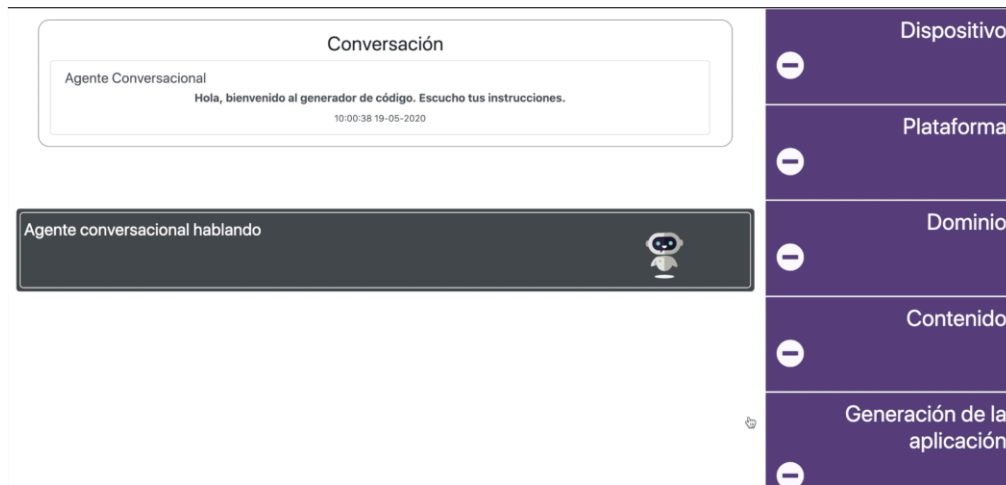 Conversación
Agente Conversacional
Hola, bienvenido al generador de código. Escucho tus instrucciones.
10:00:38 19-05-2020
Agente conversacional hablando
Dispositivo
Plataforma
Dominio
Contenido
Generación de la
aplicación